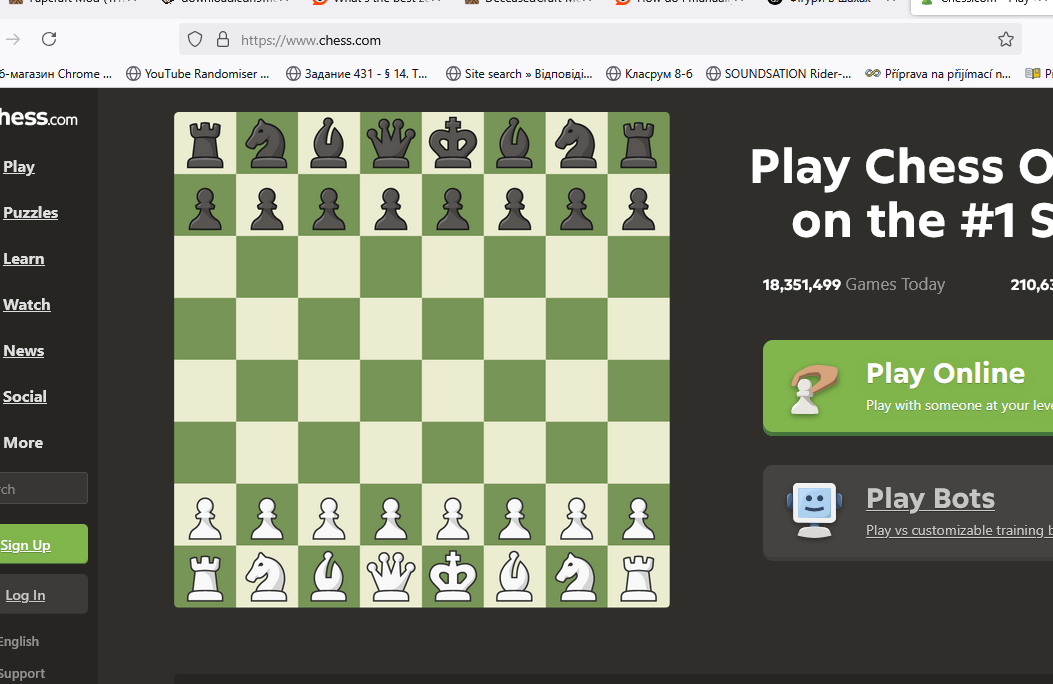 https://www.chess.com
б-магазин Chrome ... YouTube Randomiser ... Задание 431 - § 14. Т... Site search » Відповіді... Класрум 8-б SOUNDSATION Rider-... Příprava na přijímací n...
hess.com
Play
Puzzles
Learn
Watch
News
Social
More
rch
Sign Up
Log In
English
Support
Play Chess O
on the #1 S
18,351,499 Games Today 210,63
Play Online
Play with someone at your leve
Play Bots
Play vs customizable training b